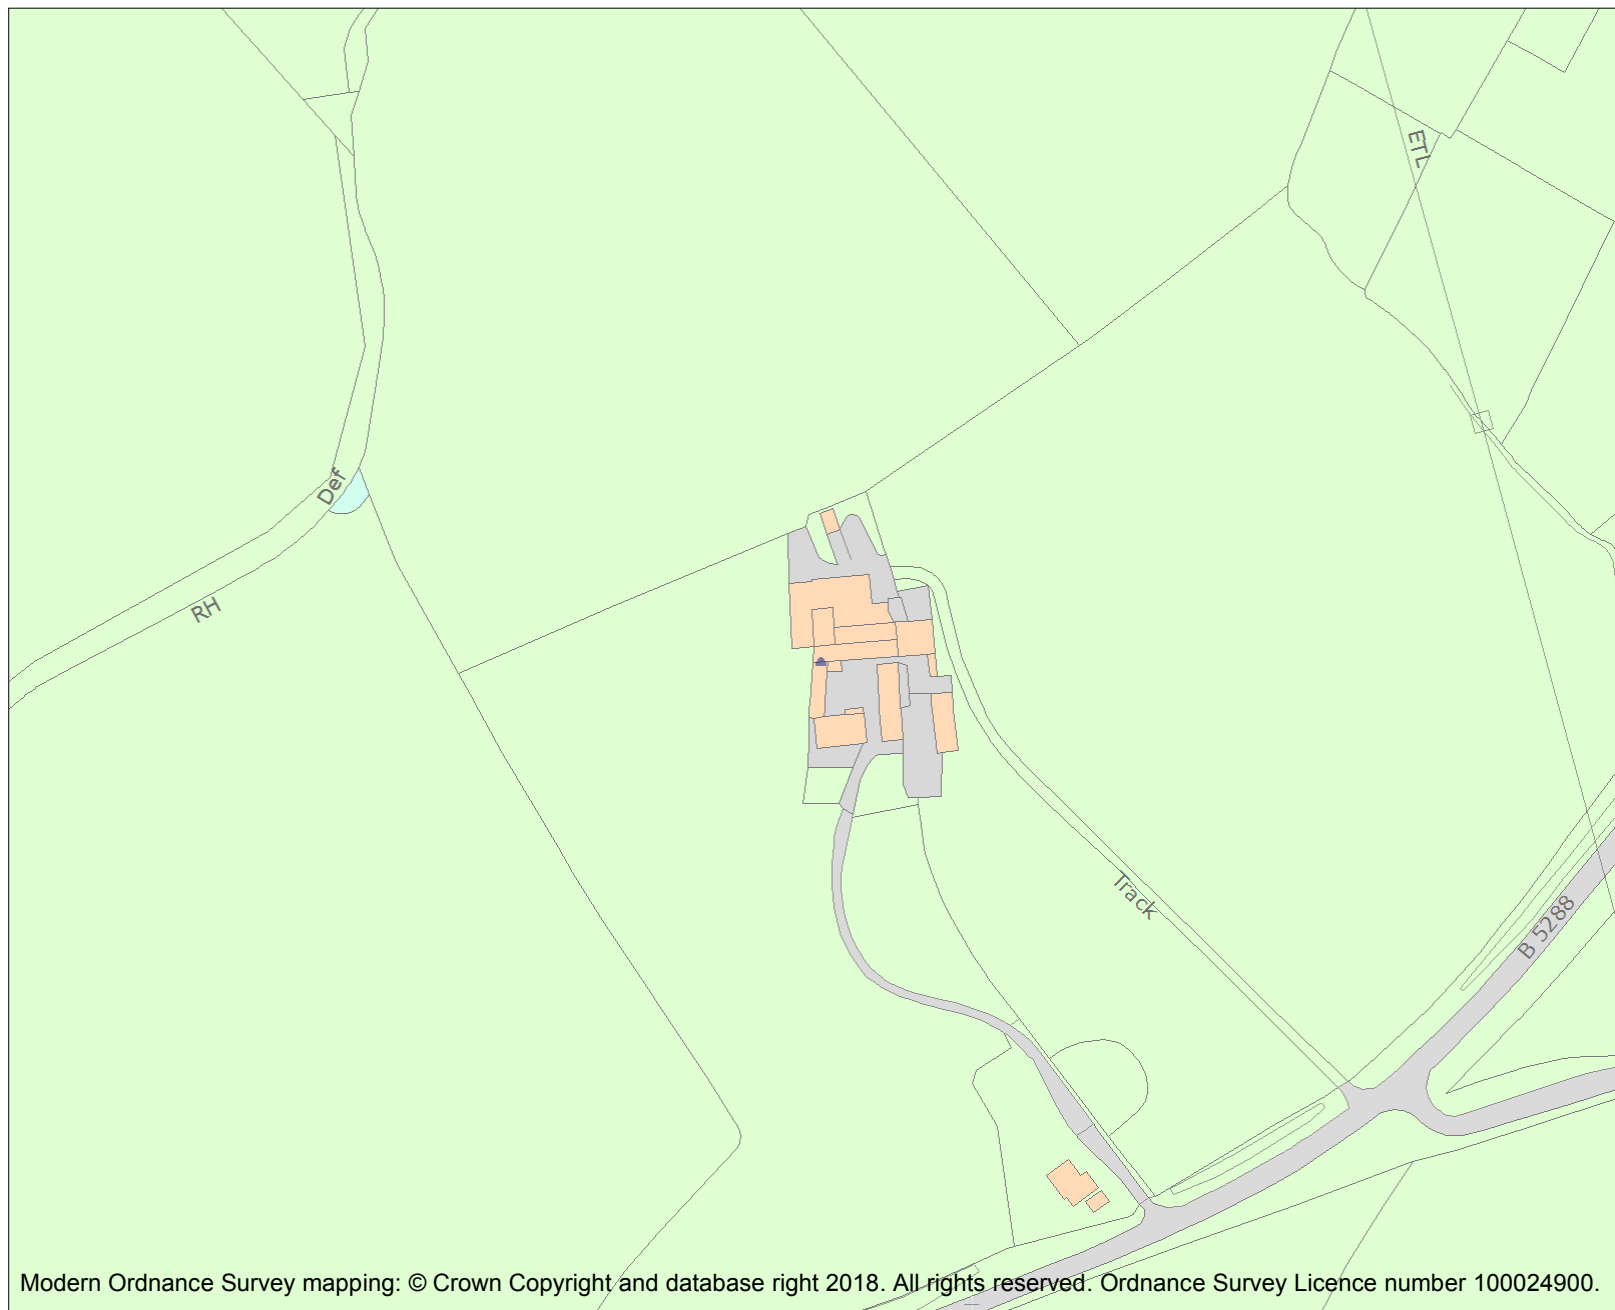 ETL
Def
RH
Track
B 5288
Modern Ordnance Survey mapping: © Crown Copyright and database right 2018. All rights reserved. Ordnance Survey Licence number 100024900.